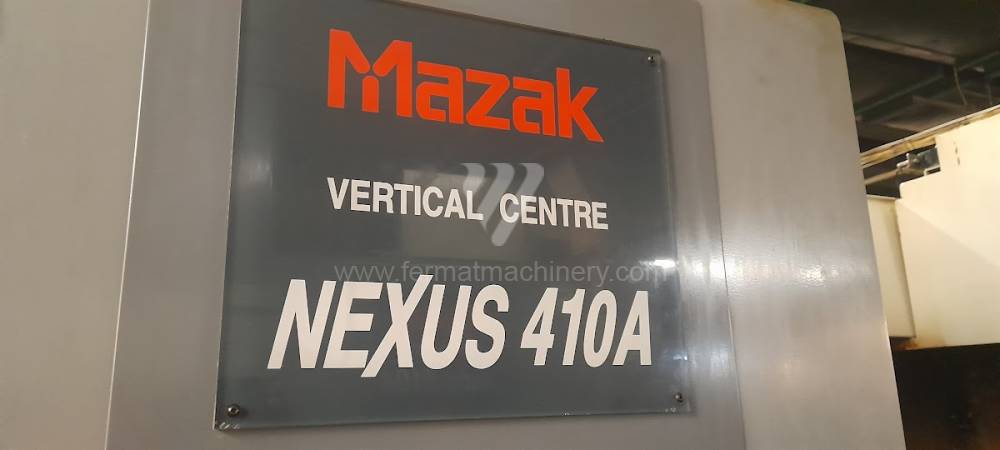 Mazak
VERTICAL CENTRE
www.fermatmachinery.com
NEXUS 410A